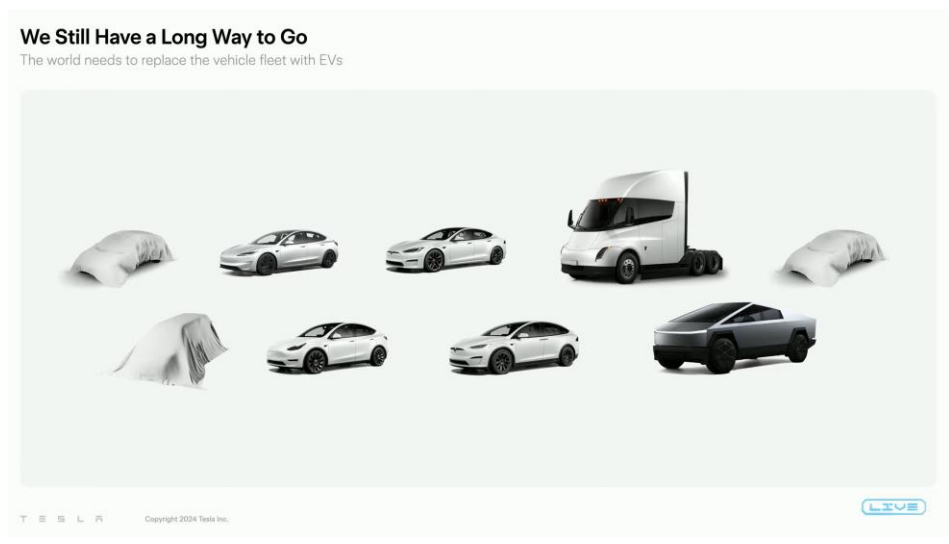 We Still Have a Long Way to Go
The world needs to replace the vehicle fleet with EVs
TESLA
Copyright 2024 Tesla Inc.
LIVE